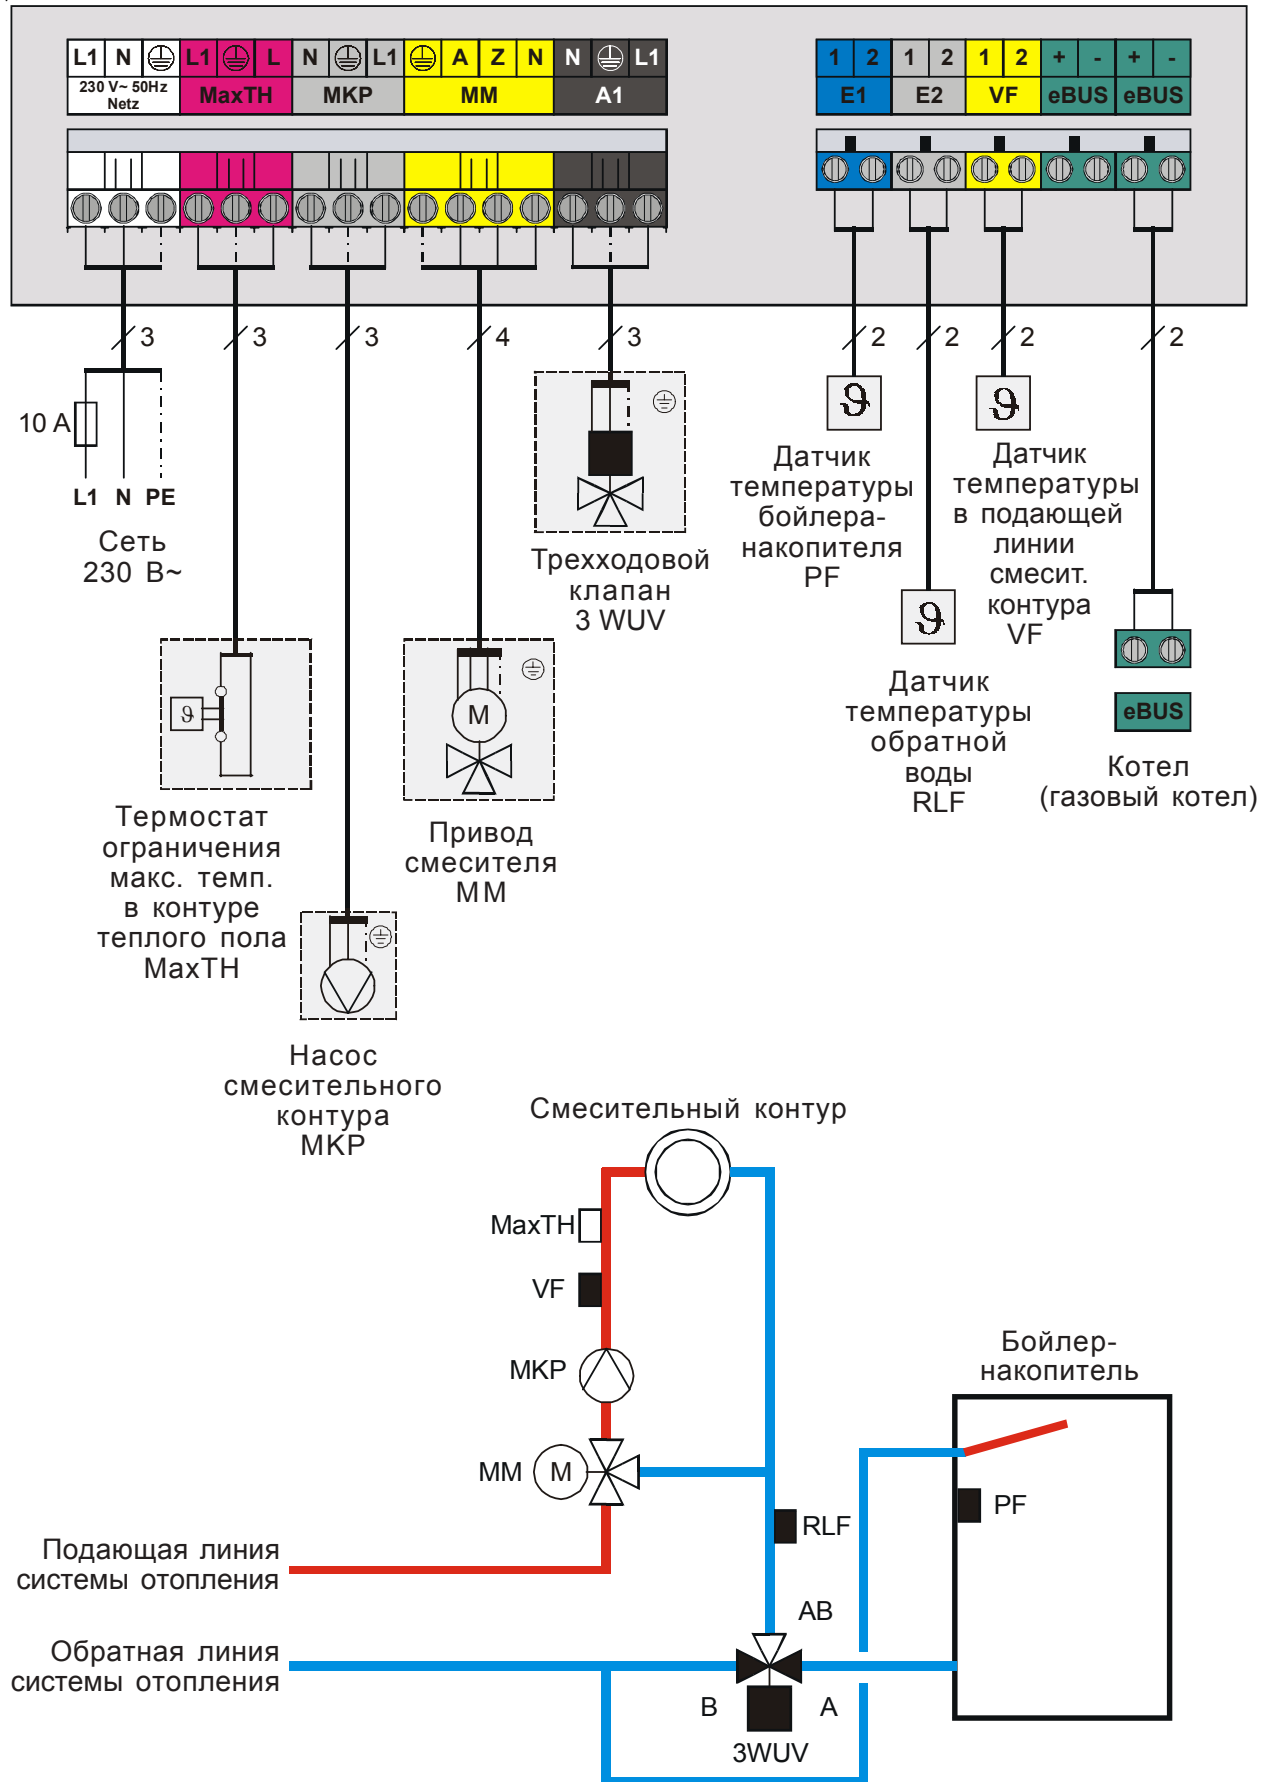 L1 N L1 L N L1 A Z N N L1
230 V~ 50Hz
Netz
MaxTH MKP MM A1
1 2 1 2 1 2 + - + -
E1 E2 VF eBUS eBUS
3 3 3 4 3 2 2 2 2
10 A
L1 N PE
Сеть
230 В~
Термостат
ограничения
макс. темп.
в контуре
теплого пола
MaxTH
ϑ
Насос
смесительного
контура
MKP
M
Привод
смесителя
MM
Трехходовой
клапан
3 WUV
ϑ
Датчик
температуры
бойлера-
накопителя
PF
ϑ
Датчик
температуры
обратной
воды
RLF
ϑ
Датчик
температуры
в подающей
линии
смесит.
контура
VF
eBUS
Котел
(газовый котел)
Смесительный контур
MaxTH
VF
MKP
MM M
Бойлер-
накопитель
PF
RLF
Подающая линия
системы отопления
AB
Обратная линия
системы отопления
B A
3WUV